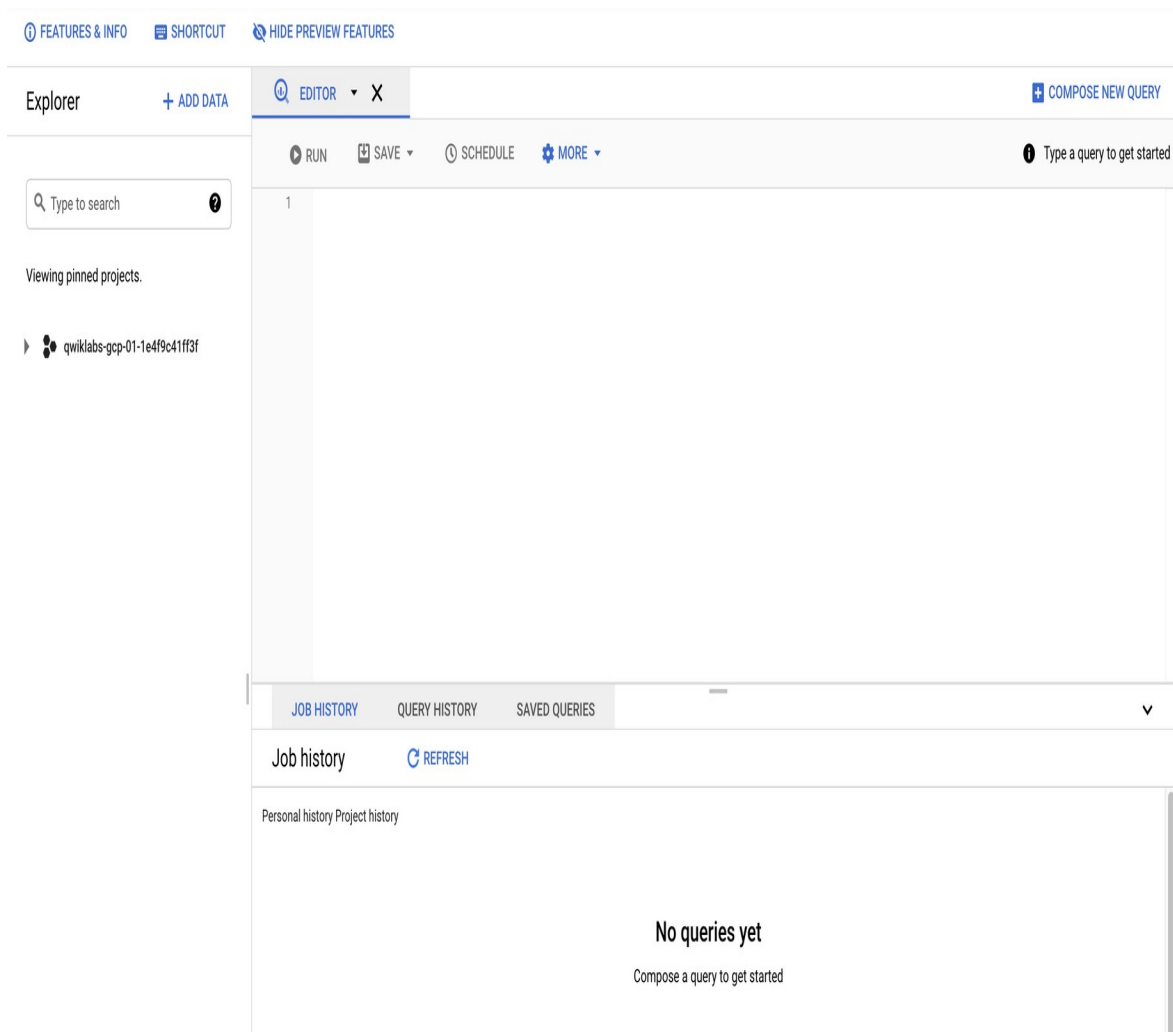 FEATURES & INFO SHORTCUT HIDE PREVIEW FEATURES
Explorer + ADD DATA
EDITOR
COMPOSE NEW QUERY
RUN SAVE SCHEDULE MORE
Type a query to get started
Type to search
1
Viewing pinned projects.
qwiklabs-gcp-01-1e4f9c41ff3f
JOB HISTORY QUERY HISTORY SAVED QUERIES
Job history REFRESH
Personal history Project history
No queries yet
Compose a query to get started